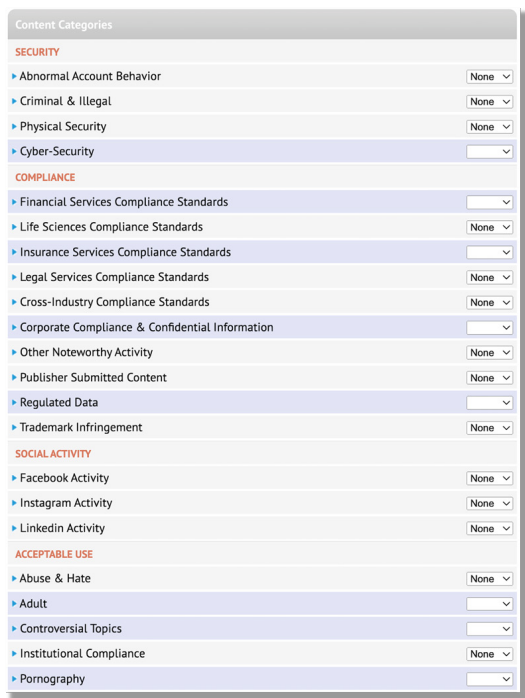 Content Categories
SECURITY
Abnormal Account Behavior None
Criminal & Illegal None
Physical Security None
Cyber-Security
COMPLIANCE
Financial Services Compliance Standards
Life Sciences Compliance Standards None
Insurance Services Compliance Standards
Legal Services Compliance Standards None
Cross-Industry Compliance Standards None
Corporate Compliance & Confidential Information
Other Noteworthy Activity None
Publisher Submitted Content None
Regulated Data
Trademark Infringement None
SOCIAL ACTIVITY
Facebook Activity None
Instagram Activity None
Linkedin Activity None
ACCEPTABLE USE
Abuse & Hate None
Adult
Controversial Topics
Institutional Compliance None
Pornography